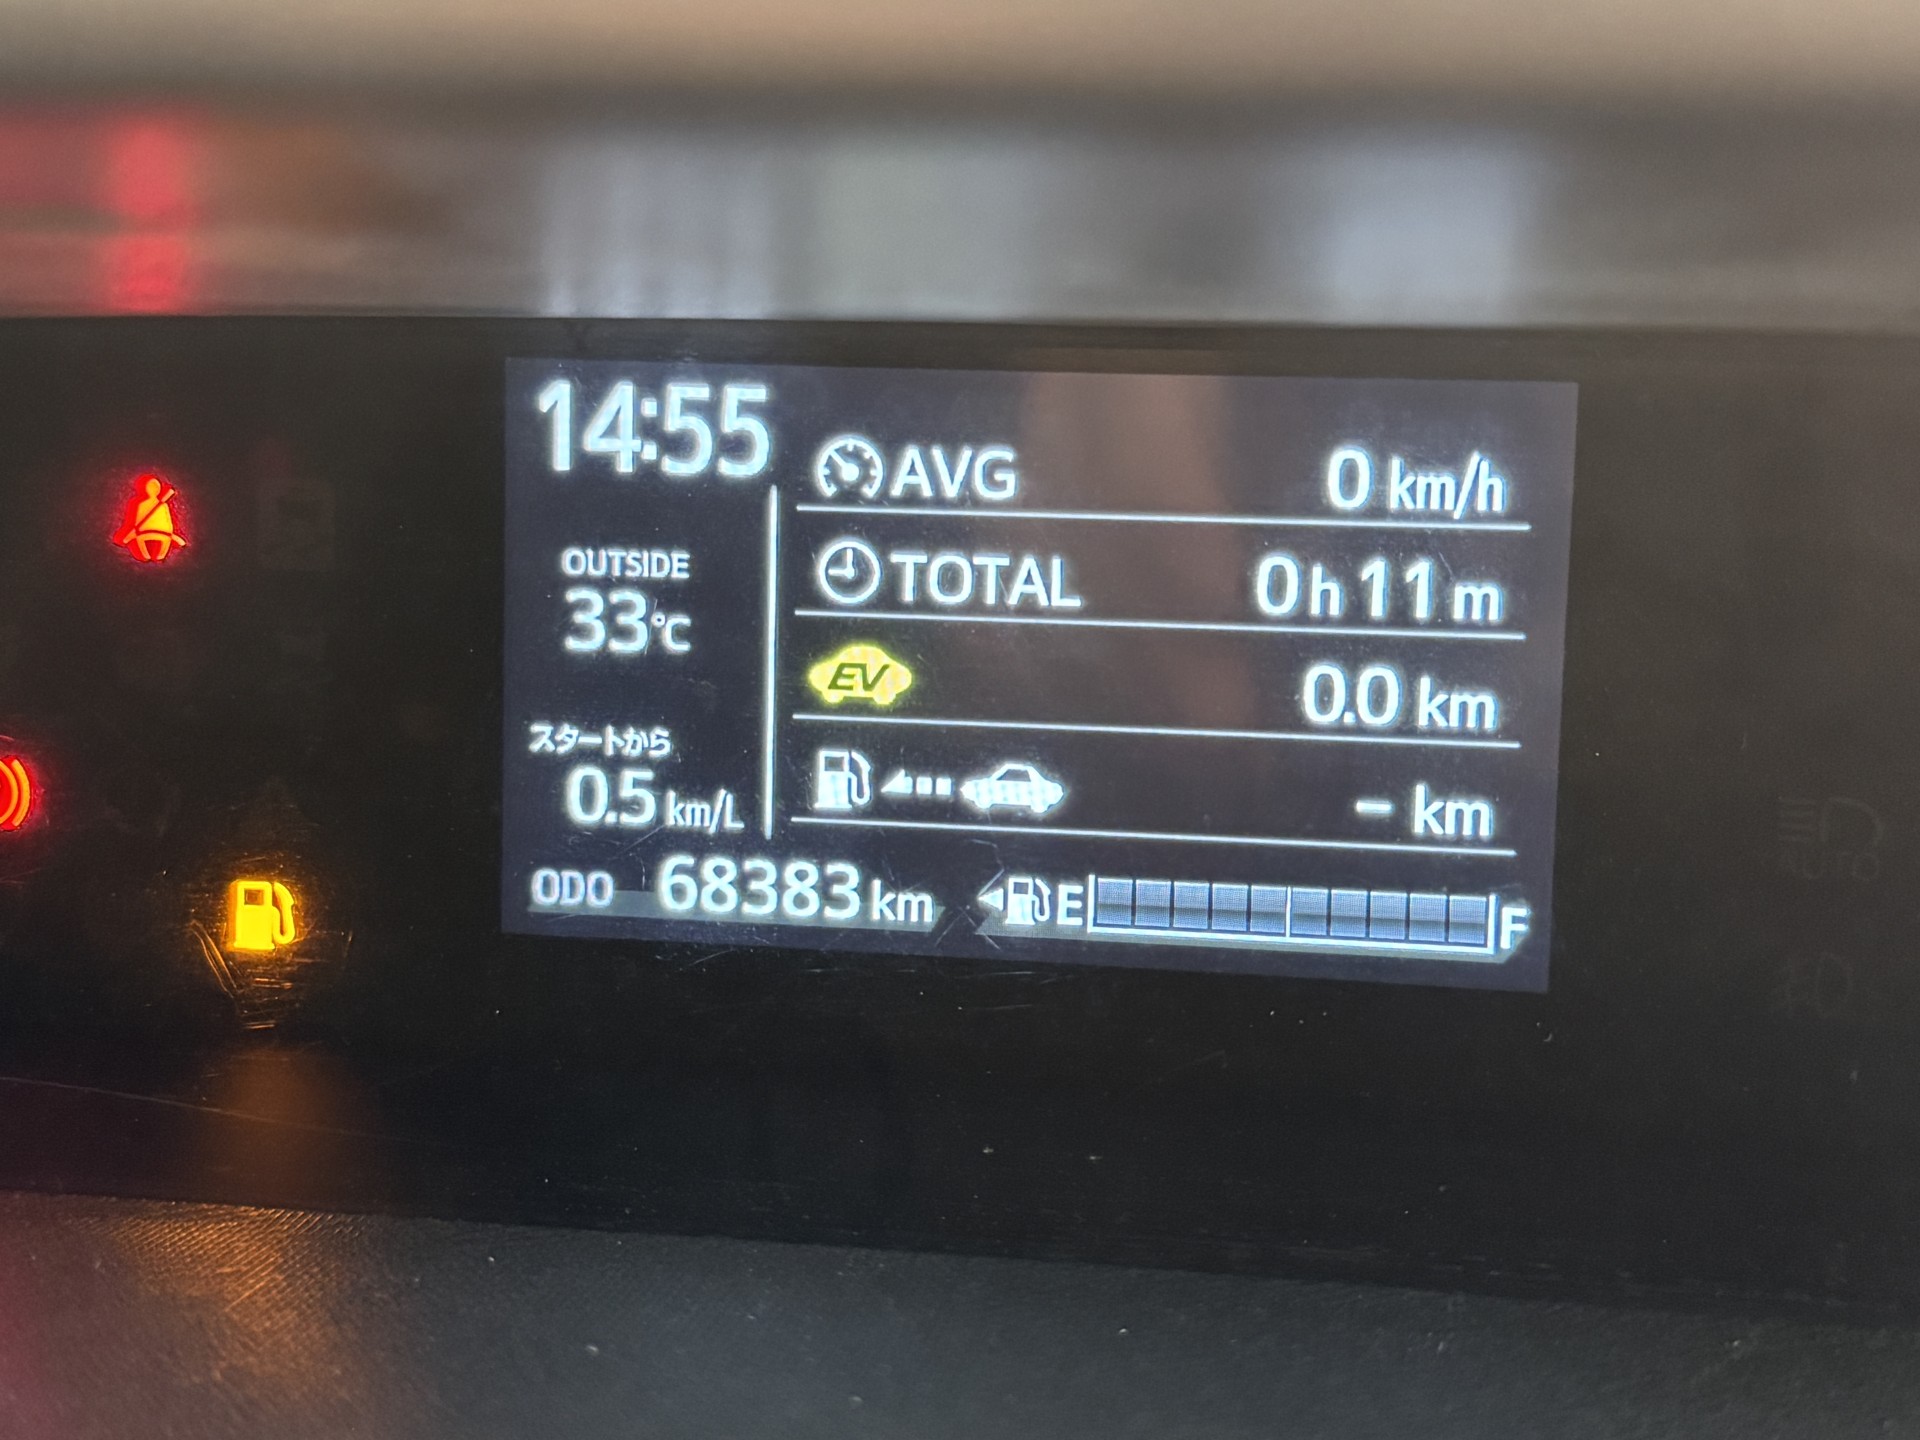 14:55
OUTSIDE
33℃
スタートから
0.5 km/L
AVG 0 km/h
TOTAL 0h11m
EV 0.0 km
– km
ODO 68383 km
E F
AUTO